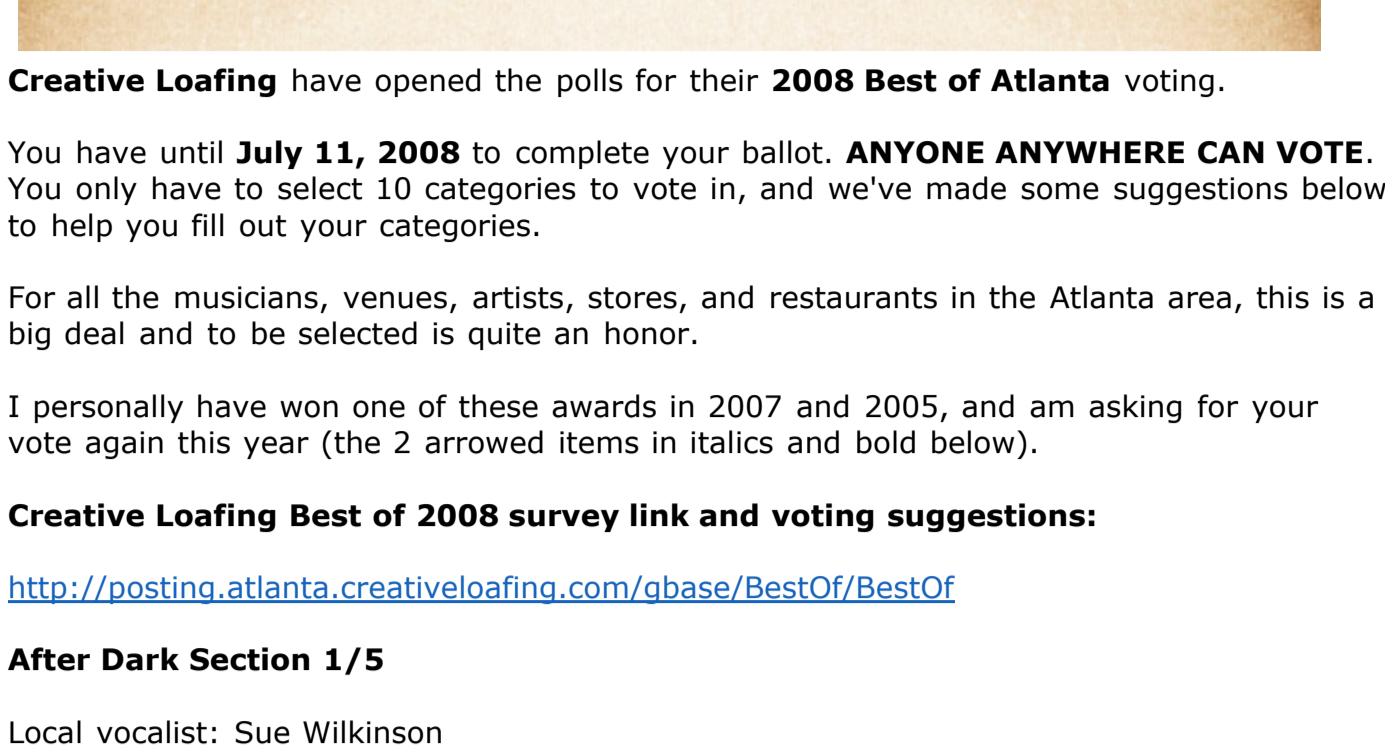 Creative Loafing have opened the polls for their 2008 Best of Atlanta voting.
You have until July 11, 2008 to complete your ballot. ANYONE ANYWHERE CAN VOTE.
You only have to select 10 categories to vote in, and we've made some suggestions below
to help you fill out your categories.
For all the musicians, venues, artists, stores, and restaurants in the Atlanta area, this is a
big deal and to be selected is quite an honor.
I personally have won one of these awards in 2007 and 2005, and am asking for your
vote again this year (the 2 arrowed items in italics and bold below).
Creative Loafing Best of 2008 survey link and voting suggestions:
http://posting.atlanta.creativeloafing.com/gbase/BestOf/BestOf
After Dark Section 1/5
Local vocalist: Sue Wilkinson